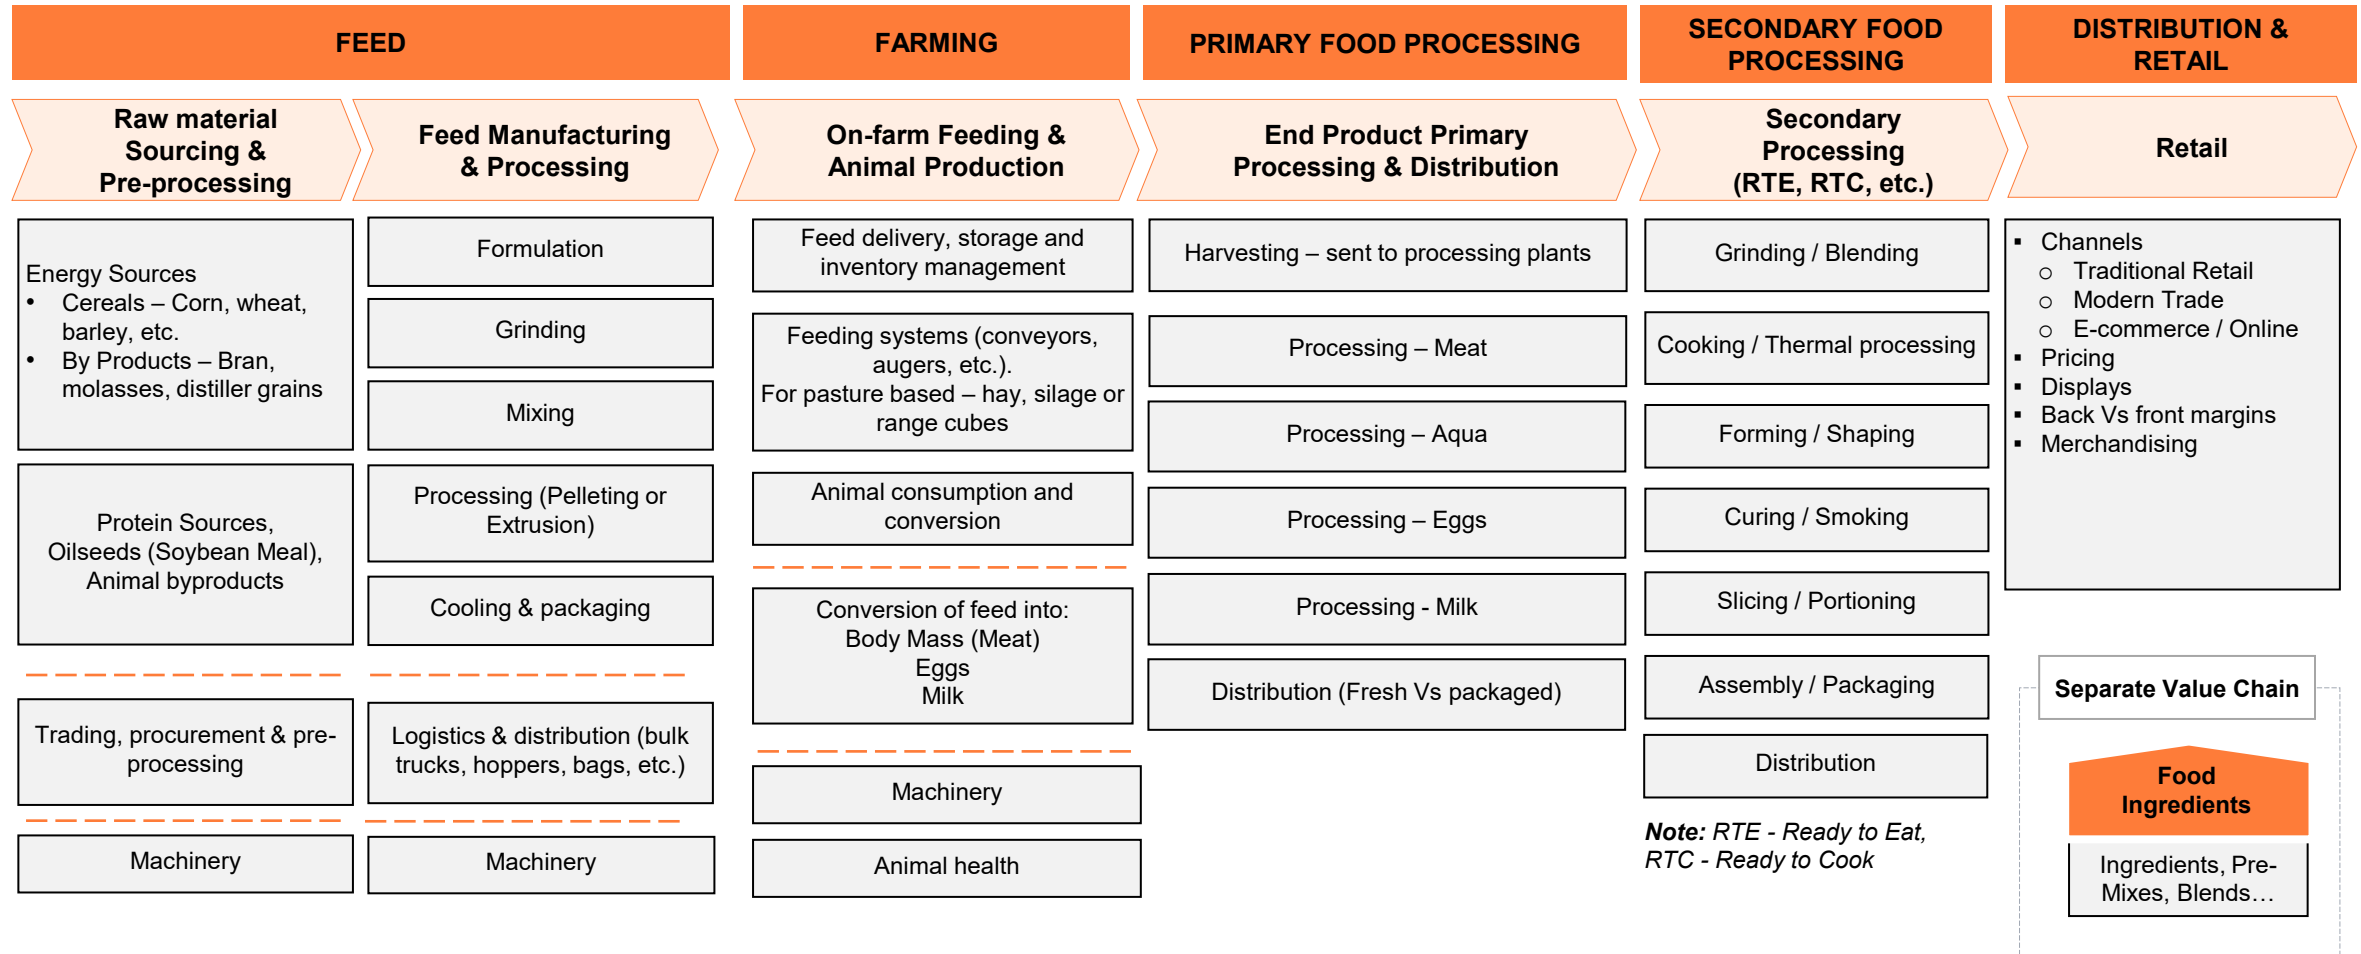 FEED
FARMING
PRIMARY FOOD PROCESSING
SECONDARY FOOD
PROCESSING
DISTRIBUTION &
RETAIL
Raw material
Sourcing &
Pre-processing
Feed Manufacturing
& Processing
On-farm Feeding &
Animal Production
End Product Primary
Processing & Distribution
Secondary
Processing
(RTE, RTC, etc.)
Retail
Energy Sources
• Cereals – Corn, wheat,
barley, etc.
• By Products – Bran,
molasses, distiller grains
Protein Sources,
Oilseeds (Soybean Meal),
Animal byproducts
Trading, procurement & pre-
processing
Machinery
Formulation
Grinding
Mixing
Processing (Pelleting or
Extrusion)
Cooling & packaging
Logistics & distribution (bulk
trucks, hoppers, bags, etc.)
Machinery
Feed delivery, storage and
inventory management
Feeding systems (conveyors,
augers, etc.).
For pasture based – hay, silage or
range cubes
Animal consumption and
conversion
Conversion of feed into:
Body Mass (Meat)
Eggs
Milk
Machinery
Animal health
Harvesting – sent to processing plants
Processing – Meat
Processing – Aqua
Processing – Eggs
Processing - Milk
Distribution (Fresh Vs packaged)
Grinding / Blending
Cooking / Thermal processing
Forming / Shaping
Curing / Smoking
Slicing / Portioning
Assembly / Packaging
Distribution
Note: RTE - Ready to Eat,
RTC - Ready to Cook
▪ Channels
o Traditional Retail
o Modern Trade
o E-commerce / Online
▪ Pricing
▪ Displays
▪ Back Vs front margins
▪ Merchandising
Separate Value Chain
Food
Ingredients
Ingredients, Pre-
Mixes, Blends…